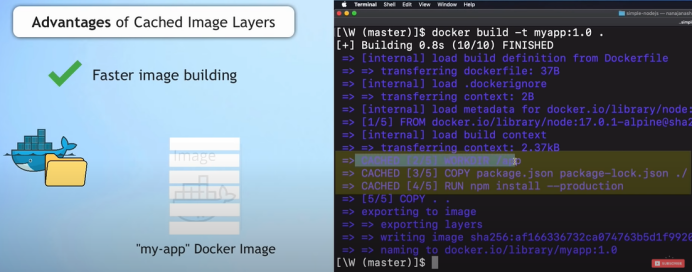 Advantages of Cached Image Layers
Faster image building
Image
"my-app" Docker Image
Terminal Shell Edit View Window Help
simple-nodejs
[\W (master)]$ docker build -t myapp:1.0 .
[+] Building 0.8s (10/10) FINISHED
=> [internal] load build definition from Dockerfile
=> => transferring dockerfile: 37B
=> [internal] load .dockerignore
=> => transferring context: 2B
=> [internal] load metadata for docker.io/library/node:
=> [1/5] FROM docker.io/library/node:17.0.1-alpine@sha2
=> [internal] load build context
=> => transferring context: 2.37kB
=> CACHED [2/5] WORKDIR /app
=> CACHED [3/5] COPY package.json package-lock.json ./
=> CACHED [4/5] RUN npm install --production
=> [5/5] COPY . .
=> exporting to image
=> => exporting layers
=> => writing image sha256:af166336732ca074763b5d1f9920
=> => naming to docker.io/library/myapp:1.0
[\W (master)]$
SUBSCRIBE